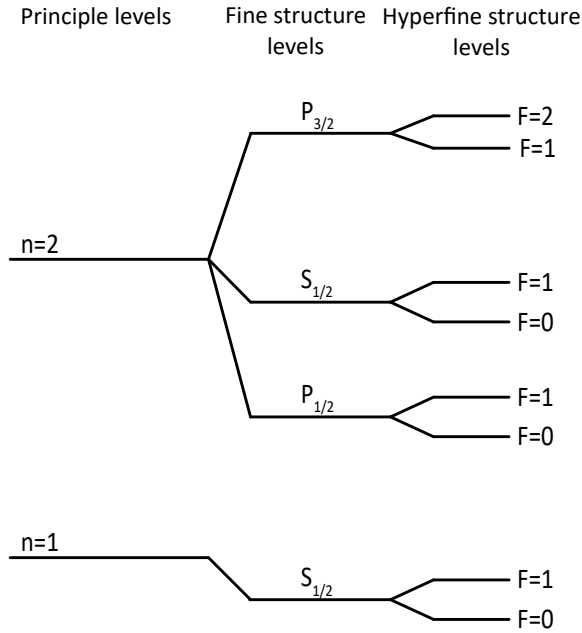 Principle levels
Fine structure
levels
Hyperfine structure
levels
P3/2
F=2
F=1
n=2
S1/2
F=1
F=0
P1/2
F=1
F=0
n=1
S1/2
F=1
F=0